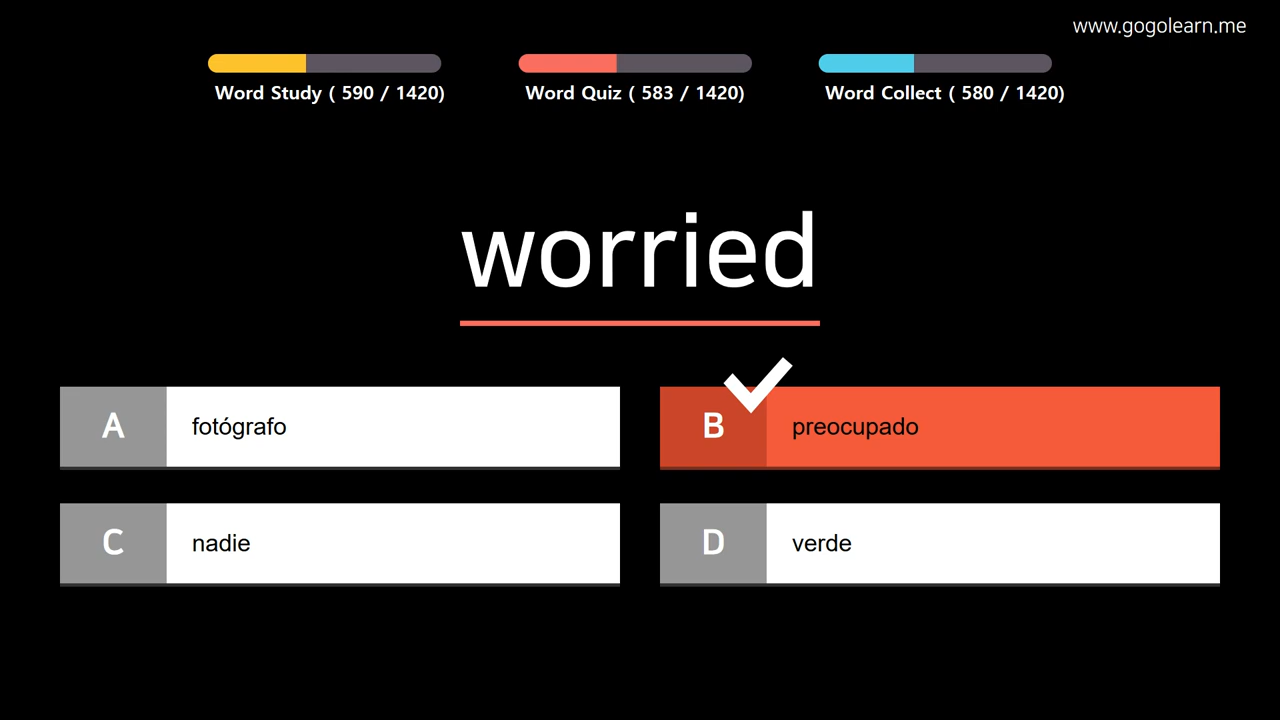 www.gogolearn.me
Word Study ( 590 / 1420)
Word Quiz ( 583 / 1420)
Word Collect ( 580 / 1420)
worried
A fotógrafo
B preocupado
C nadie
D verde